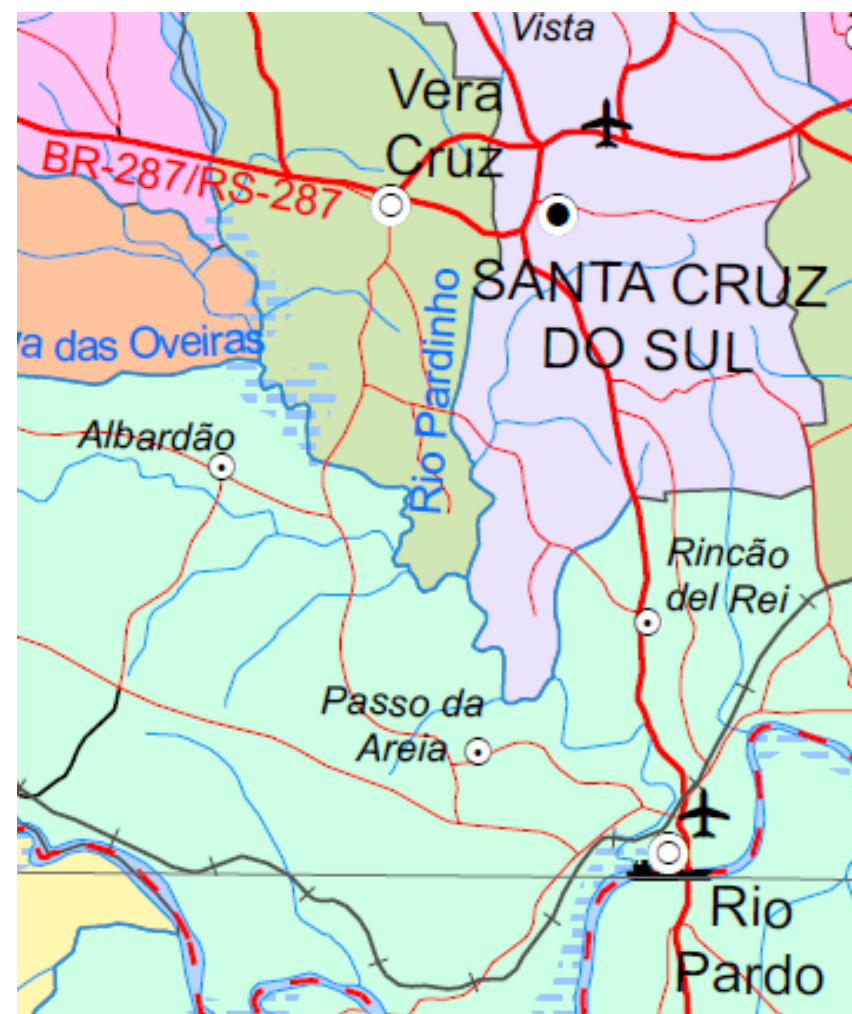 Vista
Vera
Cruz
BR-287/RS-287
SANTA CRUZ
DO SUL
Rio Pardinho
va das Oveiras
Albardão
Rincão
del Rei
Passo da
Areia
Rio
Pardo